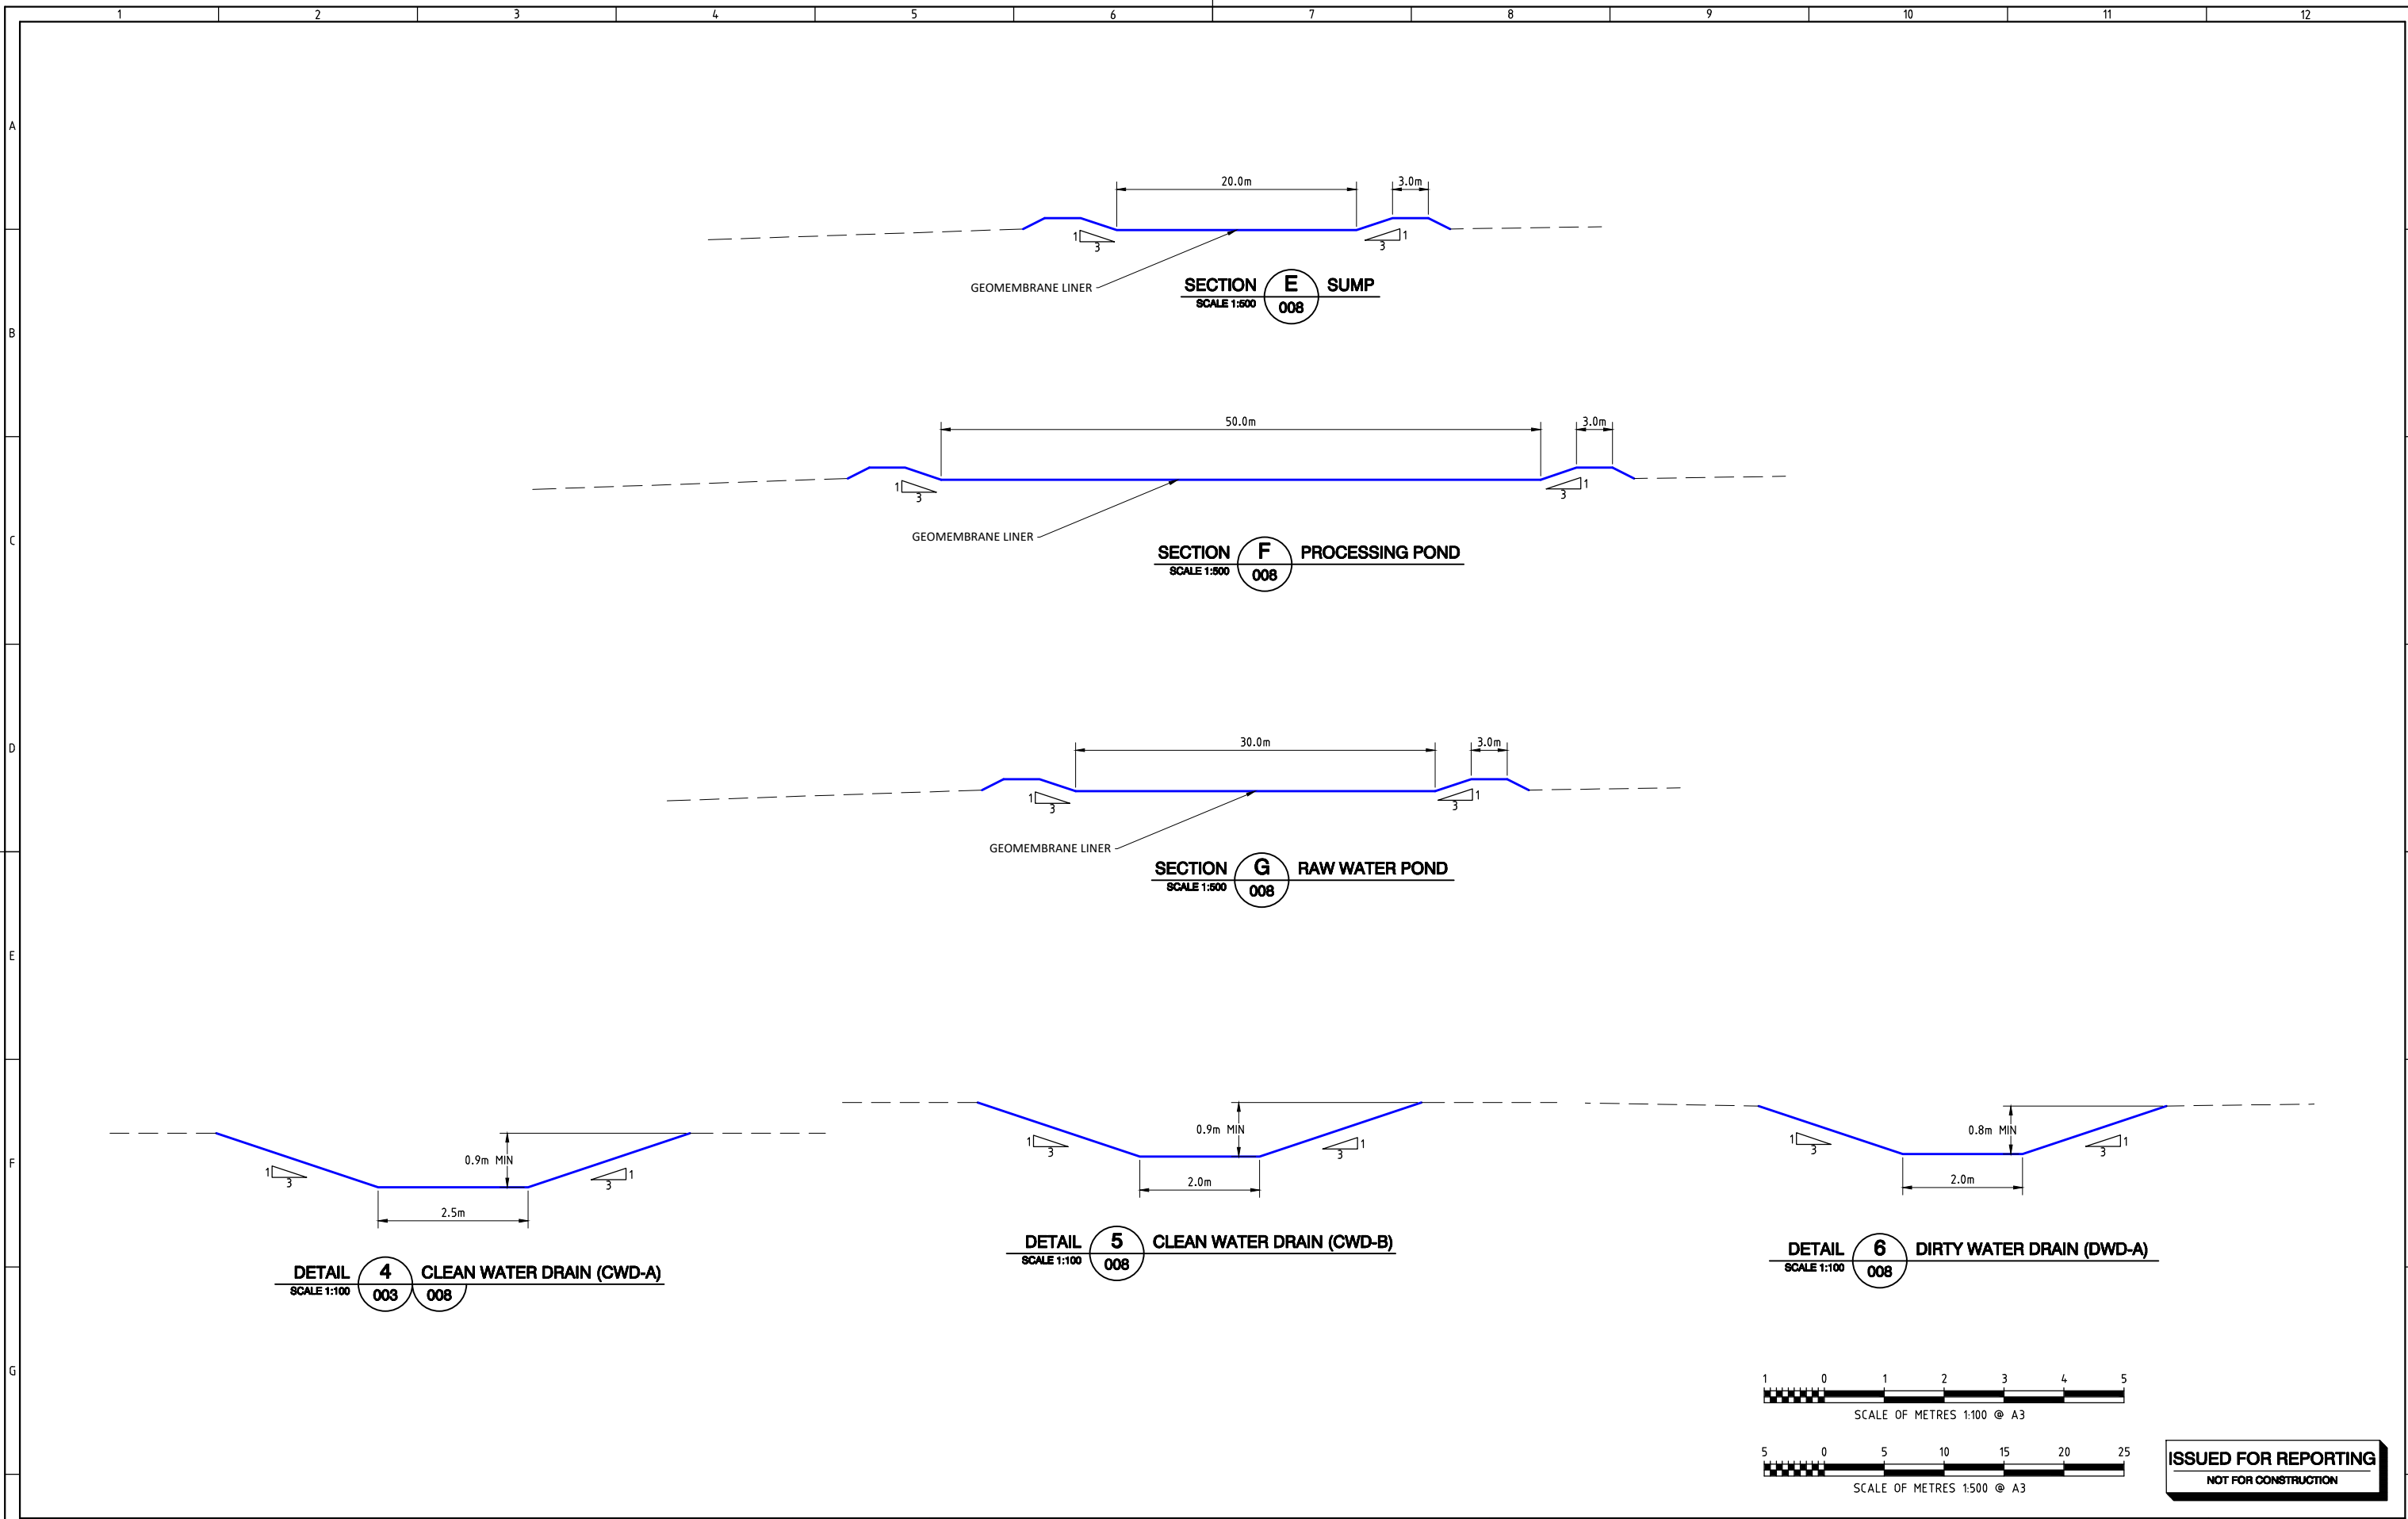 1 2 3 4 5 6 7 8 9 10 11 12
A
B
C
D
E
F
G
20.0m
3.0m
1
3
3
1
GEOMEMBRANE LINER
SECTION E SUMP
SCALE 1:500 008
50.0m
3.0m
1
3
3
1
GEOMEMBRANE LINER
SECTION F PROCESSING POND
SCALE 1:500 008
30.0m
3.0m
1
3
3
1
GEOMEMBRANE LINER
SECTION G RAW WATER POND
SCALE 1:500 008
0.9m MIN
1
3
3
1
2.5m
DETAIL 4 CLEAN WATER DRAIN (CWD-A)
SCALE 1:100 003 008
0.9m MIN
1
3
3
1
2.0m
DETAIL 5 CLEAN WATER DRAIN (CWD-B)
SCALE 1:100 008
0.8m MIN
1
3
3
1
2.0m
DETAIL 6 DIRTY WATER DRAIN (DWD-A)
SCALE 1:100 008
1 0 1 2 3 4 5
SCALE OF METRES 1:100 @ A3
5 0 5 10 15 20 25
SCALE OF METRES 1:500 @ A3
ISSUED FOR REPORTING
NOT FOR CONSTRUCTION